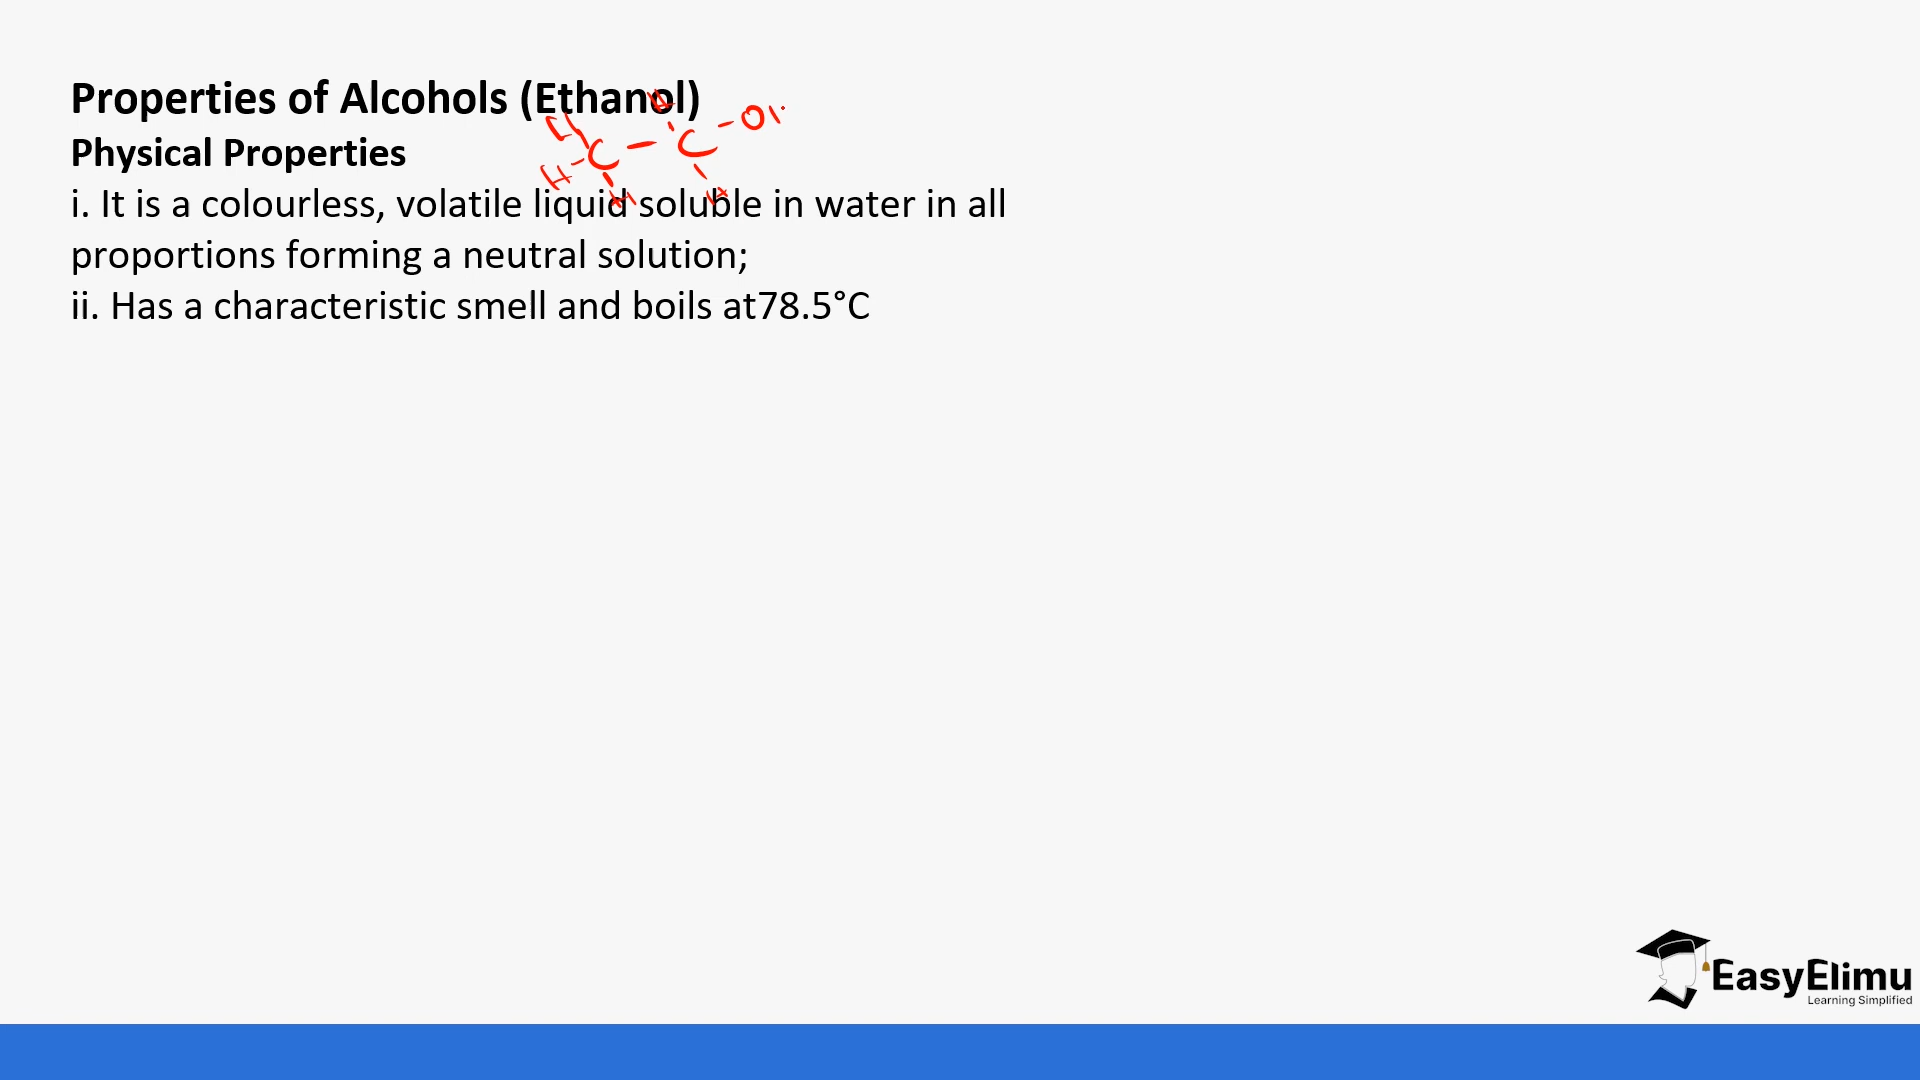 Properties of Alcohols (Ethanol)
H
H - C - C - OH
H H
Physical Properties
i. It is a colourless, volatile liquid soluble in water in all
proportions forming a neutral solution;
ii. Has a characteristic smell and boils at78.5°C
EasyElimu
Learning Simplified